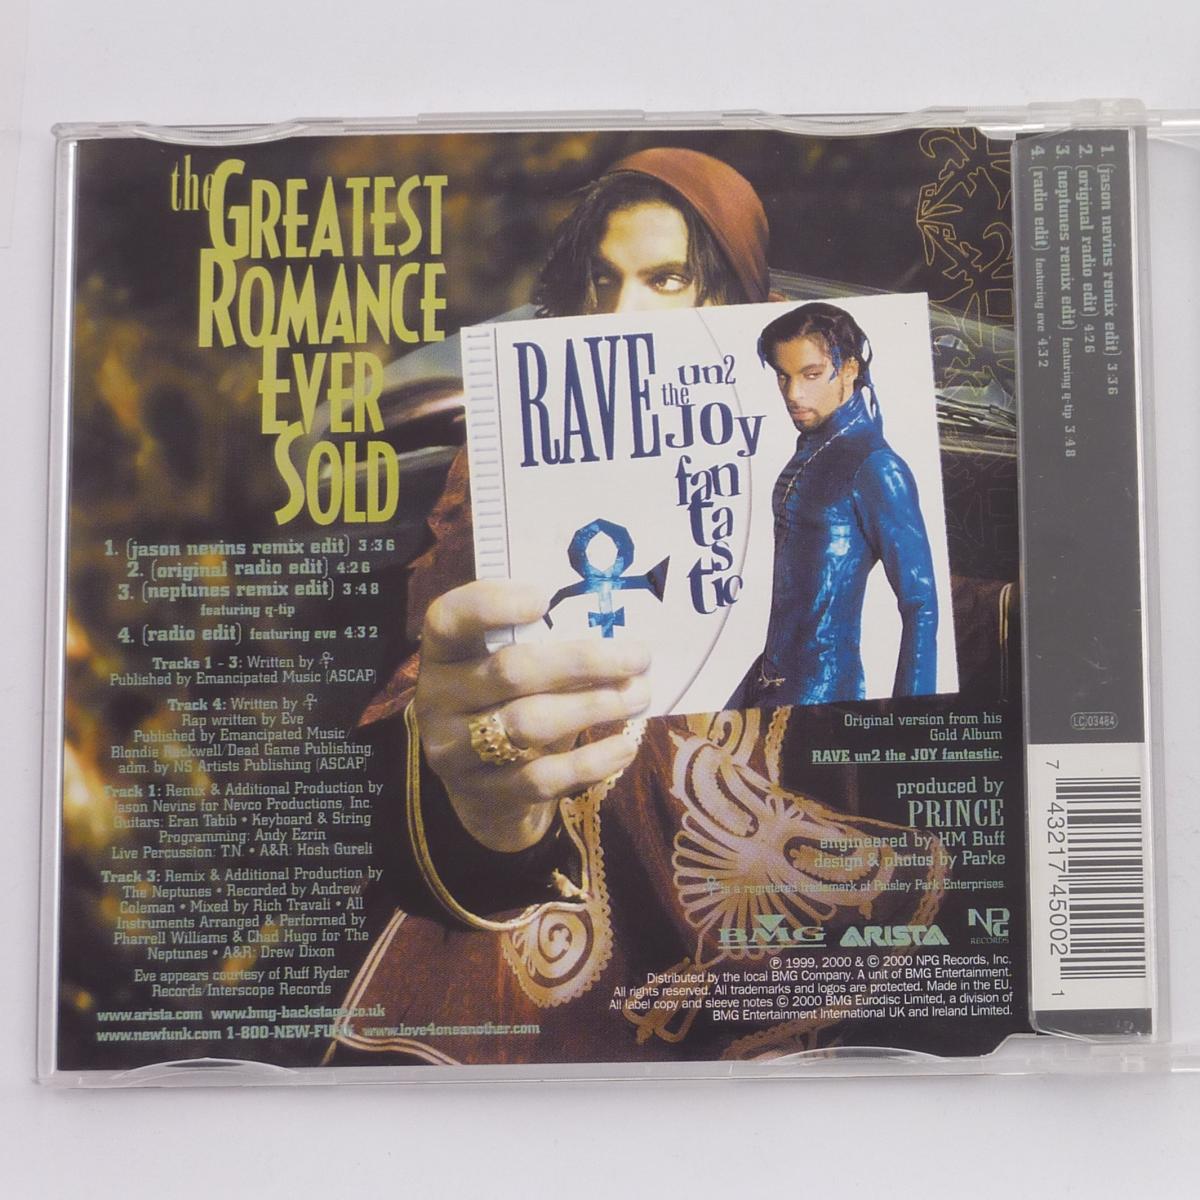 the GREATEST
ROMANCE
EVER
SOLD
1. (jason nevins remix edit) 3:36
2. (original radio edit) 4:26
3. (neptunes remix edit) 3:48
featuring q-tip
4. (radio edit) featuring eve 4:32
Tracks 1 - 3: Written by
Published by Emancipated Music (ASCAP)
Track 4: Written by
Rap written by Eve
Published by Emancipated Music/
Blondie Rockwell/Dead Game Publishing,
adm. by NS Artists Publishing (ASCAP)
Track 1: Remix & Additional Production by
Jason Nevins for Nevco Productions, Inc.
Guitars: Eran Tabib • Keyboard & String
Programming: Andy Ezrin
Live Percussion: T.N. • A&R: Hosh Gureli
Track 3: Remix & Additional Production by
The Neptunes • Recorded by Andrew
Coleman • Mixed by Rich Travali • All
Instruments Arranged & Performed by
Pharrell Williams & Chad Hugo for The
Neptunes • A&R: Drew Dixon
Eve appears courtesy of Ruff Ryder
Records/Interscope Records
www.arista.com www.bmg-backstage.co.uk
www.newfunk.com 1-800-NEW-FUNK www.love4oneanother.com
RAVE
un2
the
JOY
fan
ta
s
tic
Original version from his
Gold Album
RAVE un2 the JOY fantastic.
produced by
PRINCE
engineered by HM Buff
design & photos by Parke
is a registered trademark of Paisley Park Enterprises
BMG ARISTA NPG
RECORDS
℗ 1999, 2000 & © 2000 NPG Records, Inc.
Distributed by the local BMG Company. A unit of BMG Entertainment.
All rights reserved. All trademarks and logos are protected. Made in the EU.
All label copy and sleeve notes © 2000 BMG Eurodisc Limited, a division of
BMG Entertainment International UK and Ireland Limited.
1. (jason nevins remix edit) 3:36
2. (original radio edit) 4:26
3. (neptunes remix edit) featuring q-tip 3:48
4. (radio edit) featuring eve 4:32
LC 03484
7 43217 45002 1